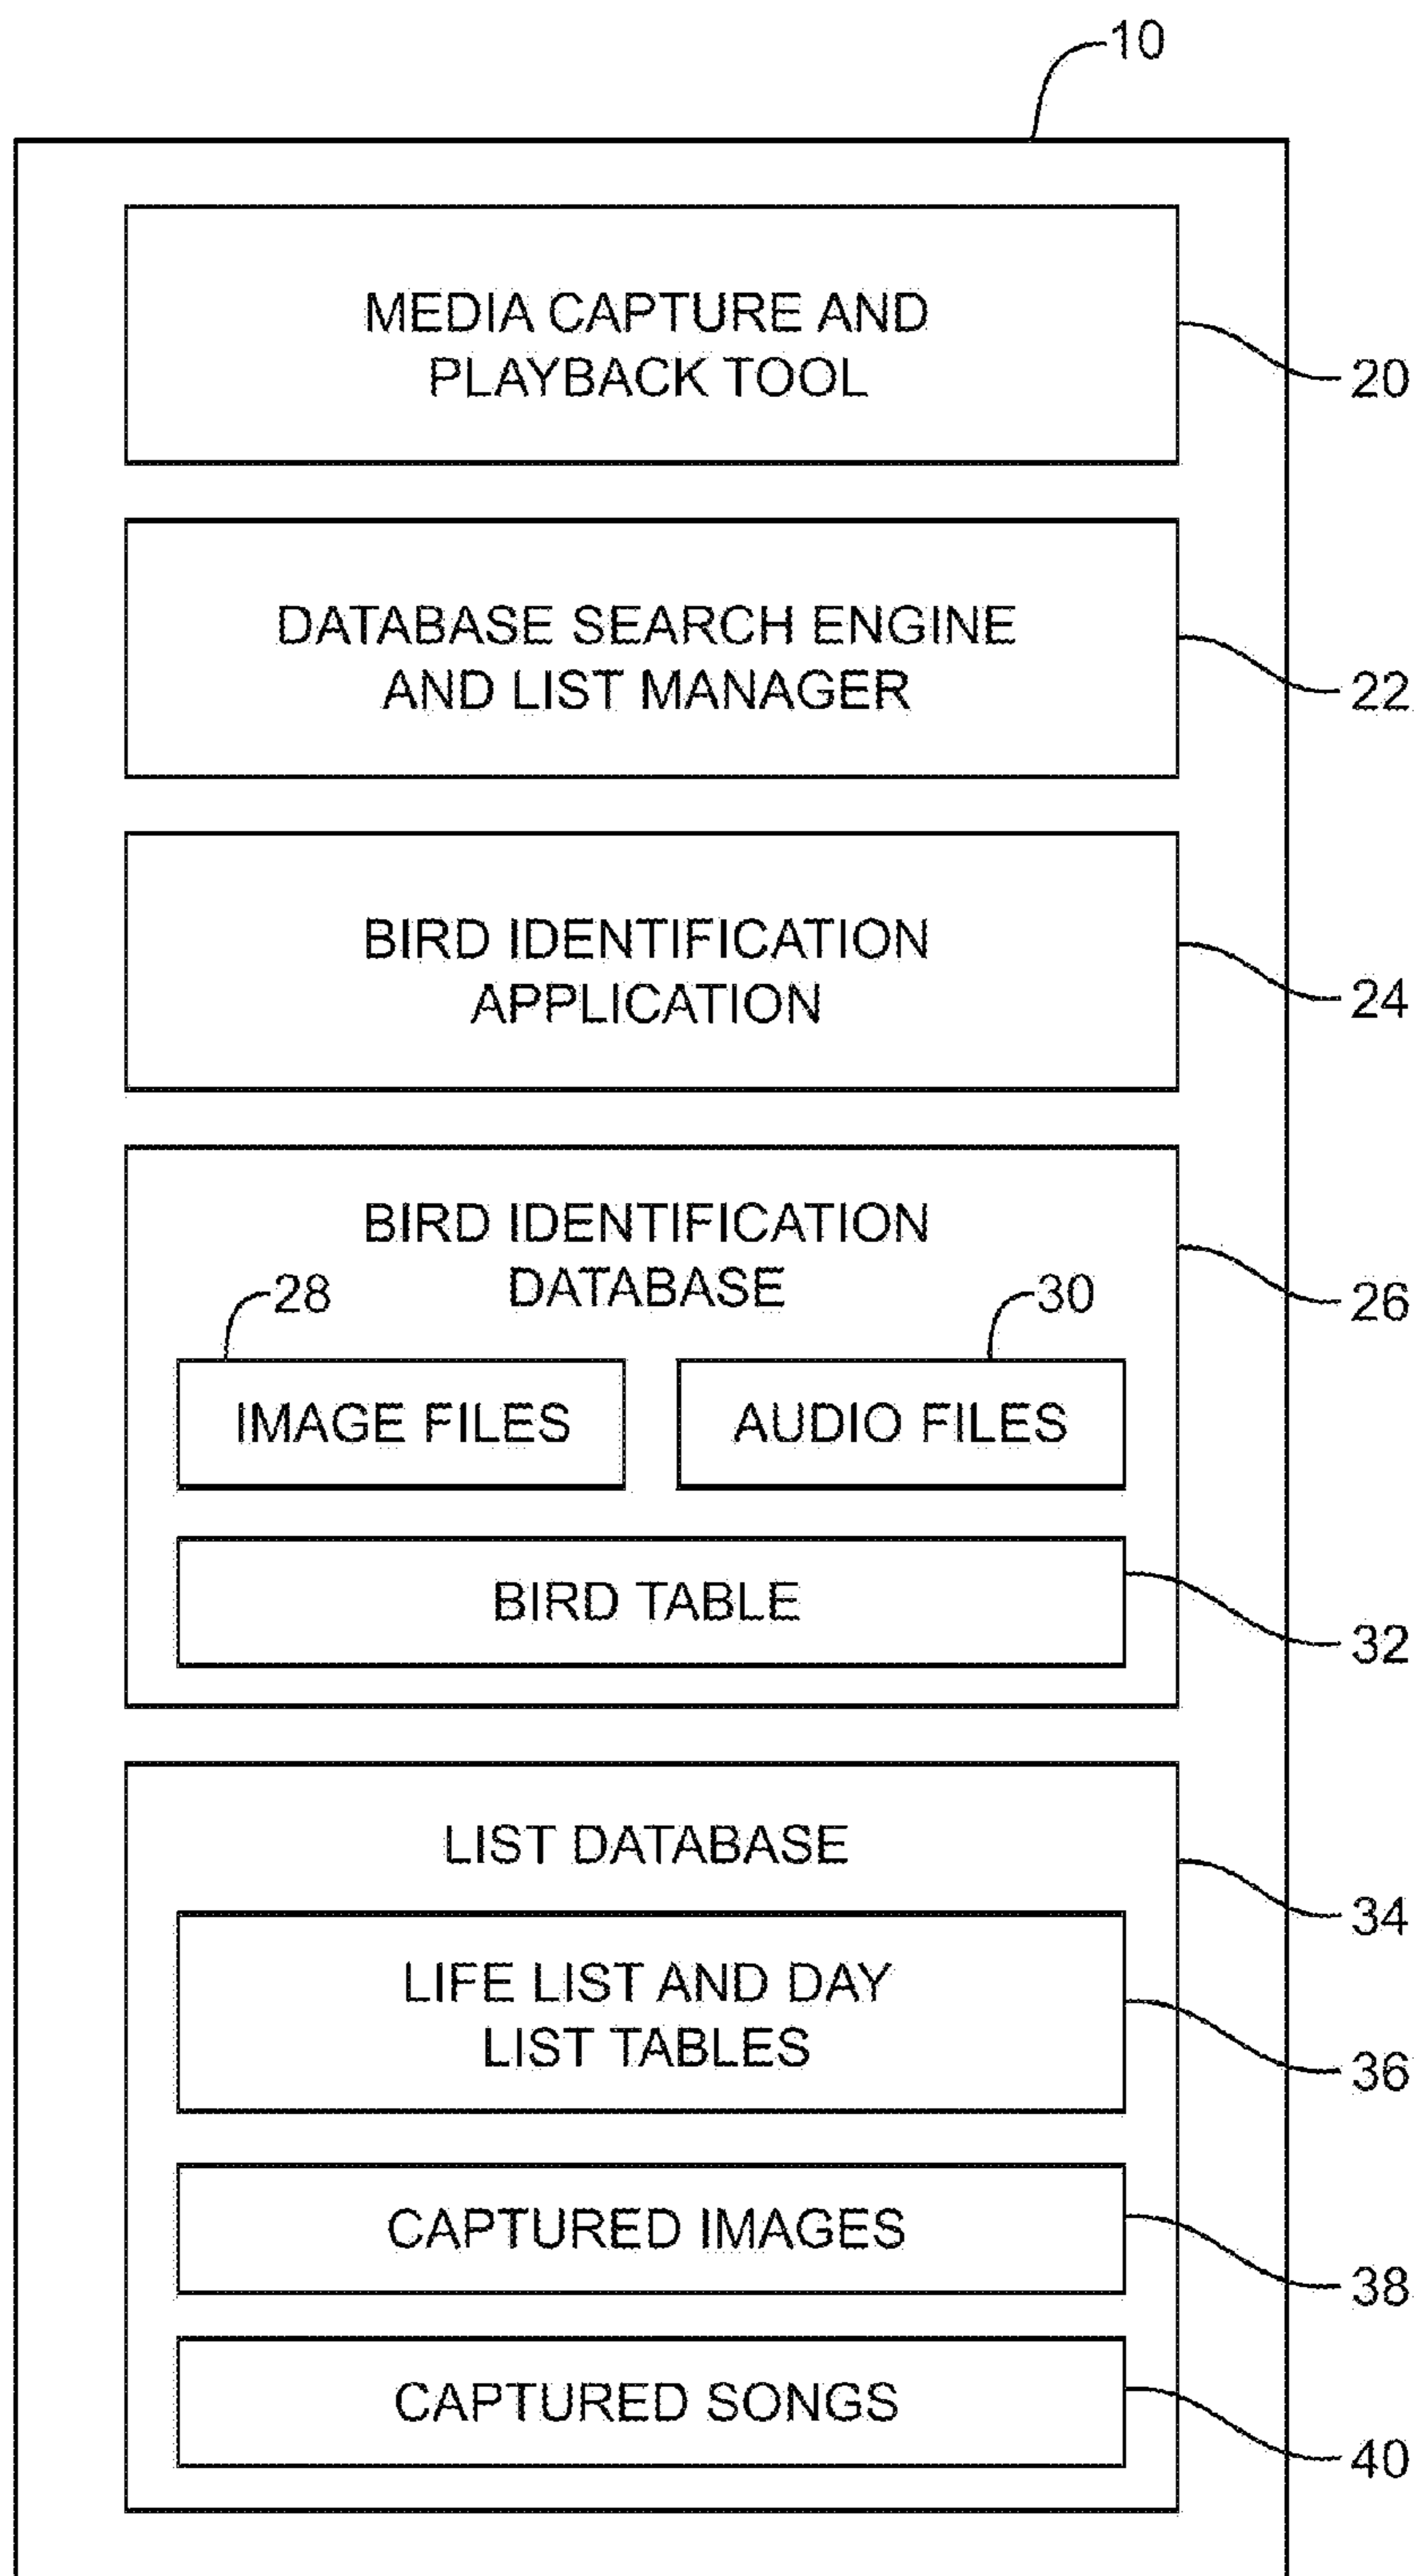 10
MEDIA CAPTURE AND
PLAYBACK TOOL
20
DATABASE SEARCH ENGINE
AND LIST MANAGER
22
BIRD IDENTIFICATION
APPLICATION
24
BIRD IDENTIFICATION
DATABASE
26
28
30
IMAGE FILES
AUDIO FILES
BIRD TABLE
32
LIST DATABASE
34
LIFE LIST AND DAY
LIST TABLES
36
CAPTURED IMAGES
38
CAPTURED SONGS
40